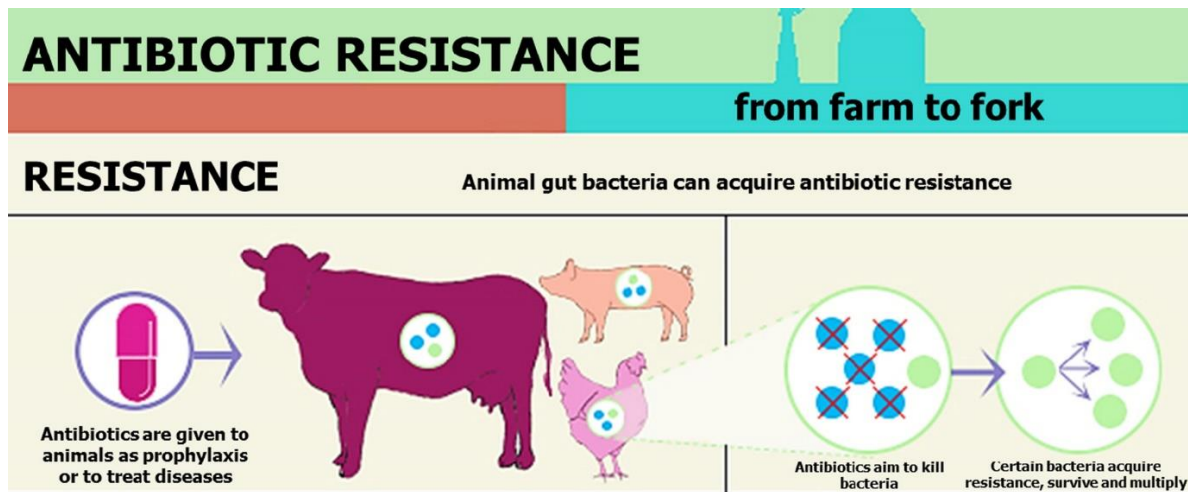 ANTIBIOTIC RESISTANCE
from farm to fork
RESISTANCE
Animal gut bacteria can acquire antibiotic resistance
Antibiotics are given to
animals as prophylaxis
or to treat diseases
Antibiotics aim to kill
bacteria
Certain bacteria acquire
resistance, survive and multiply